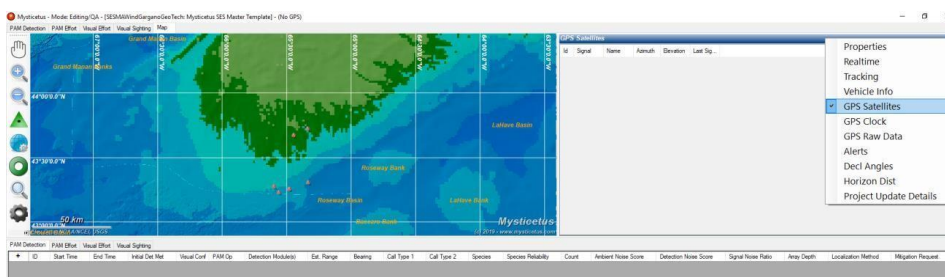 Mysticetus - Mode: Editing/QA - [SESMAWindGarganoGeoTech: Mysticetus SES Master Template] - (No GPS)
PAM Detection PAM Effort Visual Effort Visual Sighting Map
GPS Satellites
Id Signal Name Azimuth Elevation Last Sig...
Properties
Realtime
Tracking
Vehicle Info
GPS Satellites
GPS Clock
GPS Raw Data
Alerts
Decl Angles
Horizon Dist
Project Update Details
Grand Manan Basin
Grand Manan Banks
44°00'0.0"N
LaHave Basin
43°30'0.0"N
Roseway Bank
Roseway Basin
LaHave Bank
Baccaro Bank
50 km
Mysticetus
(c) 2019 - www.mysticetus.com
PAM Detection PAM Effort Visual Effort Visual Sighting
+ ID Start Time End Time Initial Det Met Visual Conf PAM Op Detection Module(s) Est. Range Bearing Call Type 1 Call Type 2 Species Species Reliability Count Ambient Noise Score Detection Noise Score Signal Noise Ratio Array Depth Localization Method Mitigation Request